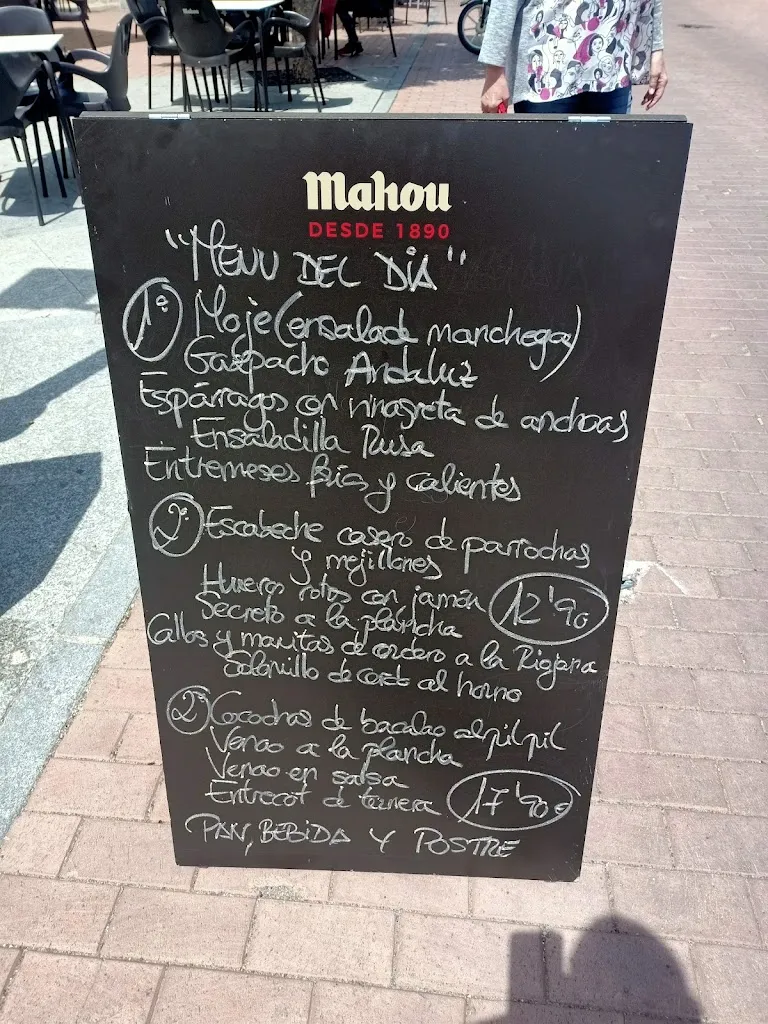 Mahou
DESDE 1890
"MENU DEL DíA"
1º Moje (ensalada manchega)
Gazpacho Andaluz
Espárragos con vinagreta de anchoas
Ensaladilla Rusa
Entremeses fríos y calientes
2º Escabeche casero de parrochas
y mejillones
Huevos rotos con jamón 12'90
Secreto a la plancha
Callos y manitas de cordero a la Riojana
Solomillo de cerdo al horno
2º Cocochas de bacalao al pil pil
Venao a la plancha
Venao en salsa
Entrecot de ternera 17'90€
PAN, BEBIDA Y POSTRE